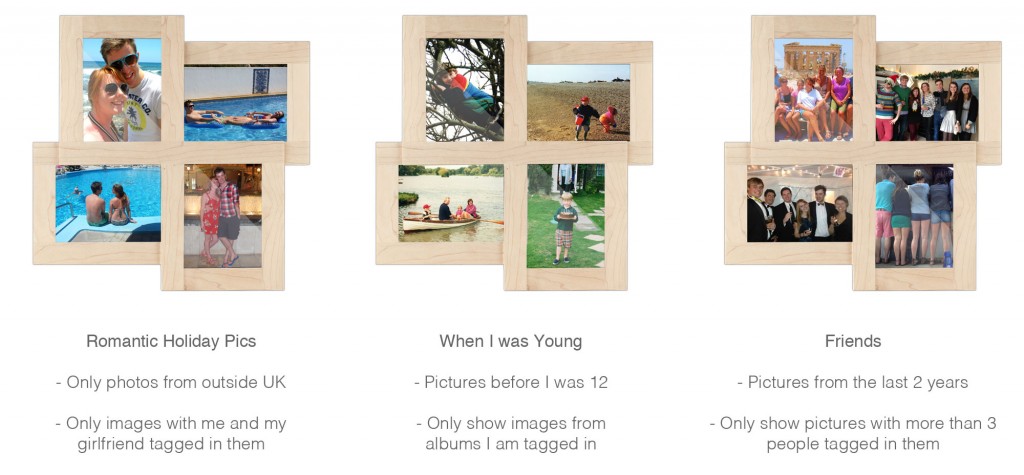 Romantic Holiday Pics
- Only photos from outside UK
- Only images with me and my
girlfriend tagged in them
When I was Young
- Pictures before I was 12
- Only show images from
albums I am tagged in
Friends
- Pictures from the last 2 years
- Only show pictures with more than 3
people tagged in them